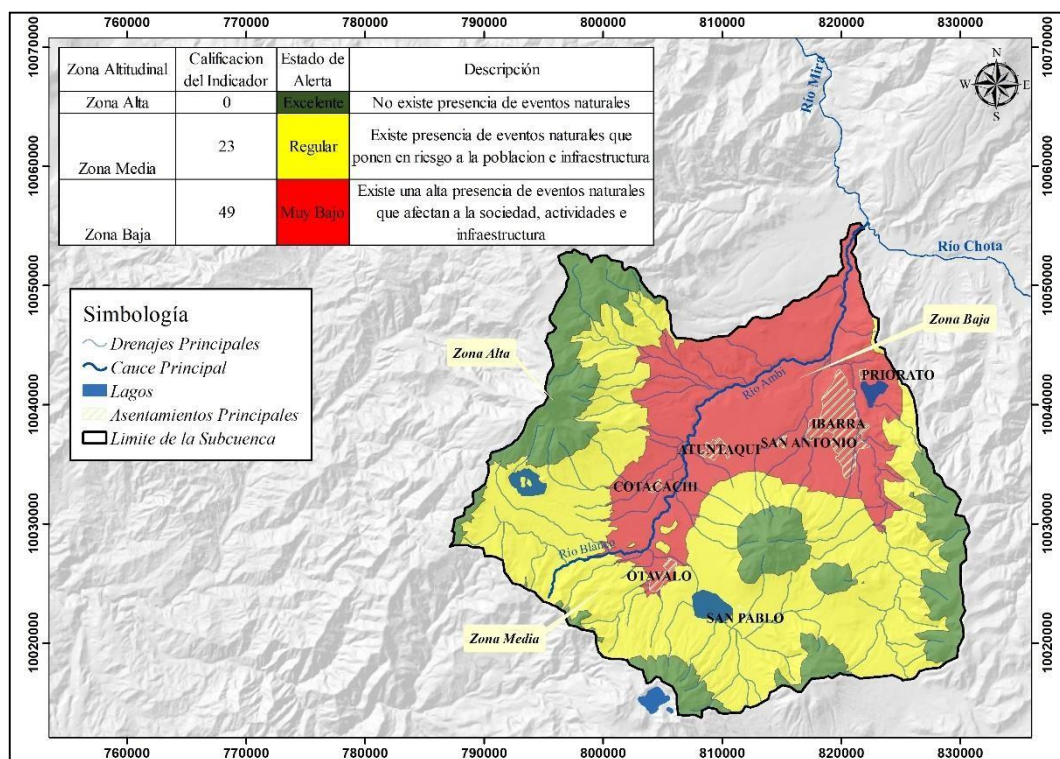 760000 770000 780000 790000 800000 810000 820000 830000
10070000
10060000
10050000
10040000
10030000
10020000
Zona Altitudinal
Calificacion del Indicador
Estado de Alerta
Descripción
Zona Alta
0
Excelente
No existe presencia de eventos naturales
Zona Media
23
Regular
Existe presencia de eventos naturales que
ponen en riesgo a la poblacion e infraestructura
Zona Baja
49
Muy Bajo
Existe una alta presencia de eventos naturales
que afectan a la sociedad, actividades e
infraestructura
N
W E
S
Río Mira
Río Chota
Simbología
Drenajes Principales
Cauce Principal
Lagos
Asentamientos Principales
Limite de la Subcuenca
Zona Alta
Zona Baja
PRIORATO
Río Ambi
IBARRA
SAN ANTONIO
ATUNTAQUI
COTACACHI
Río Blanco
OTAVALO
SAN PABLO
Zona Media
10070000
10060000
10050000
10040000
10030000
10020000
760000 770000 780000 790000 800000 810000 820000 830000